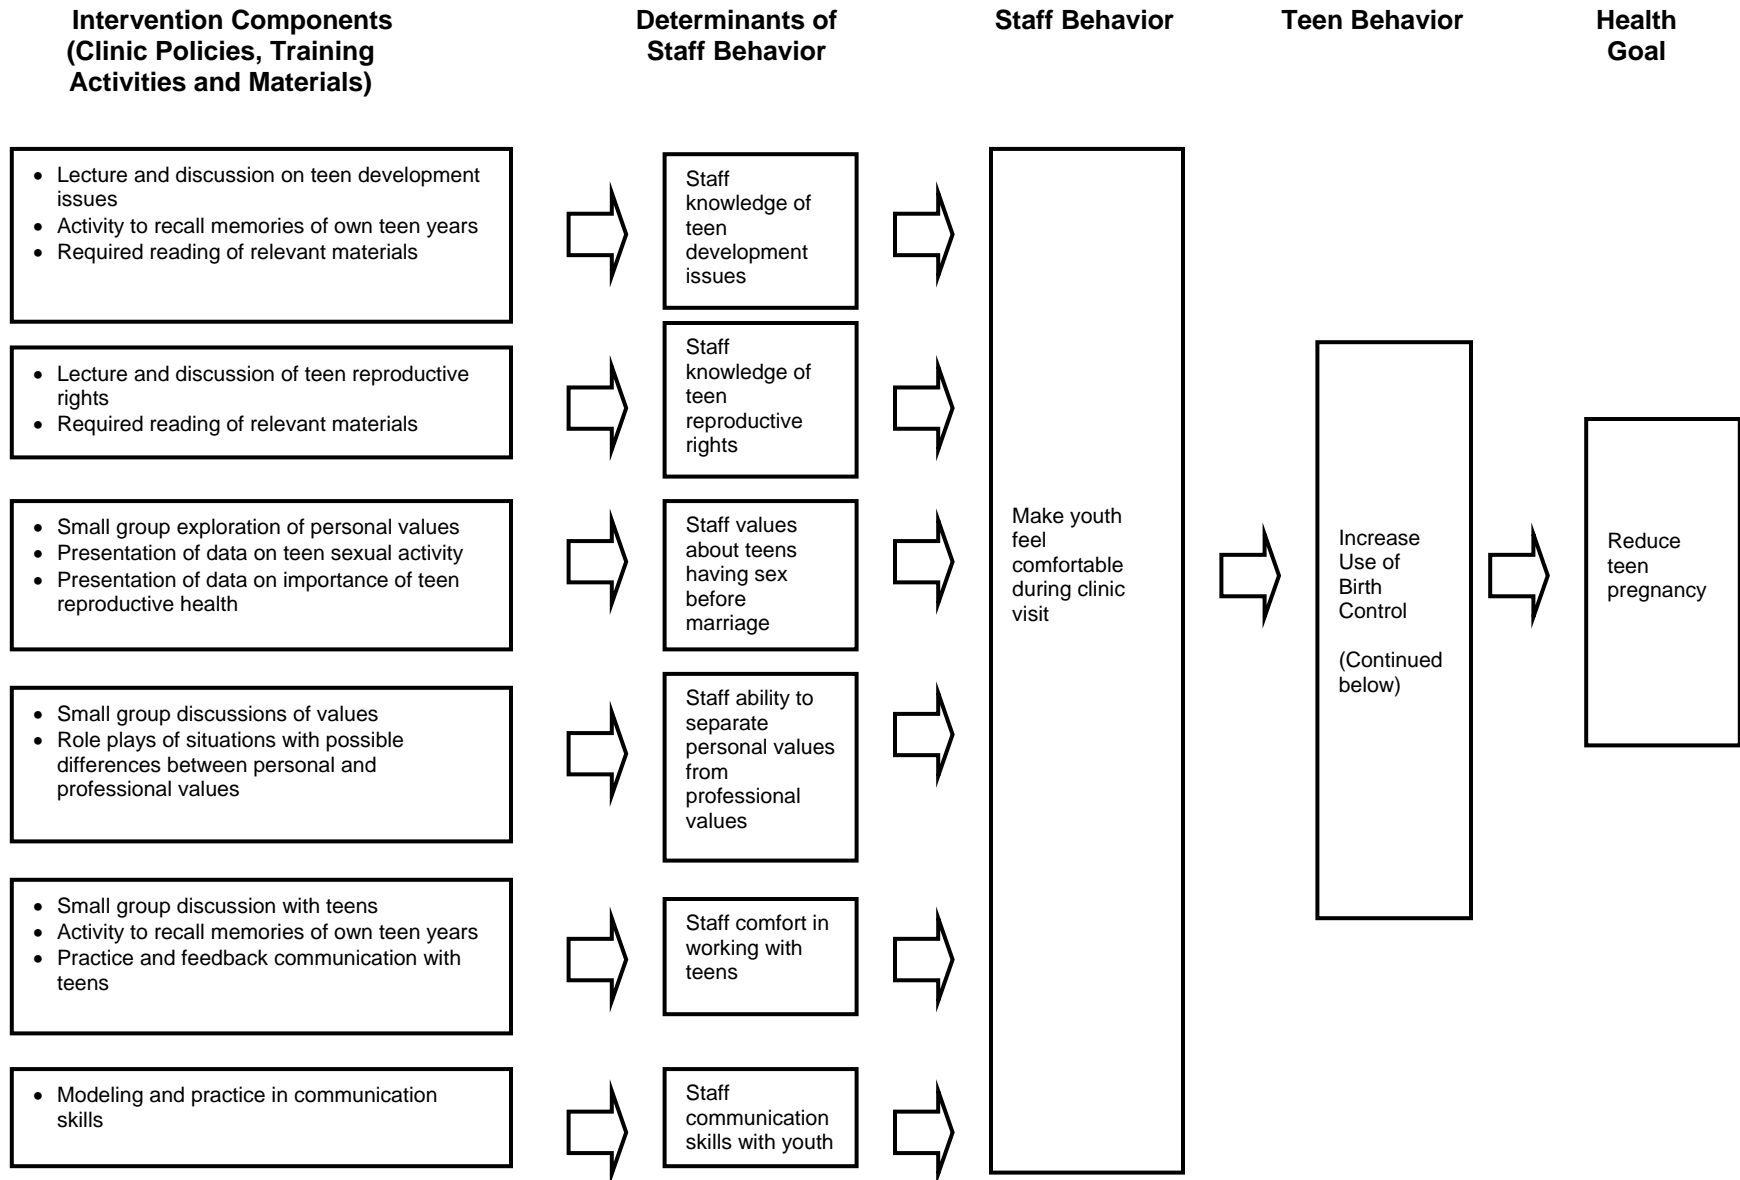 Intervention Components
(Clinic Policies, Training
Activities and Materials)
Determinants of
Staff Behavior
Staff Behavior
Teen Behavior
Health
Goal
• Lecture and discussion on teen development
issues
• Activity to recall memories of own teen years
• Required reading of relevant materials
Staff
knowledge of
teen
development
issues
• Lecture and discussion of teen reproductive
rights
• Required reading of relevant materials
Staff
knowledge of
teen
reproductive
rights
• Small group exploration of personal values
• Presentation of data on teen sexual activity
• Presentation of data on importance of teen
reproductive health
Staff values
about teens
having sex
before
marriage
• Small group discussions of values
• Role plays of situations with possible
differences between personal and
professional values
Staff ability to
separate
personal values
from
professional
values
• Small group discussion with teens
• Activity to recall memories of own teen years
• Practice and feedback communication with
teens
Staff comfort in
working with
teens
• Modeling and practice in communication
skills
Staff
communication
skills with youth
Make youth
feel
comfortable
during clinic
visit
Increase
Use of
Birth
Control
(Continued
below)
Reduce
teen
pregnancy